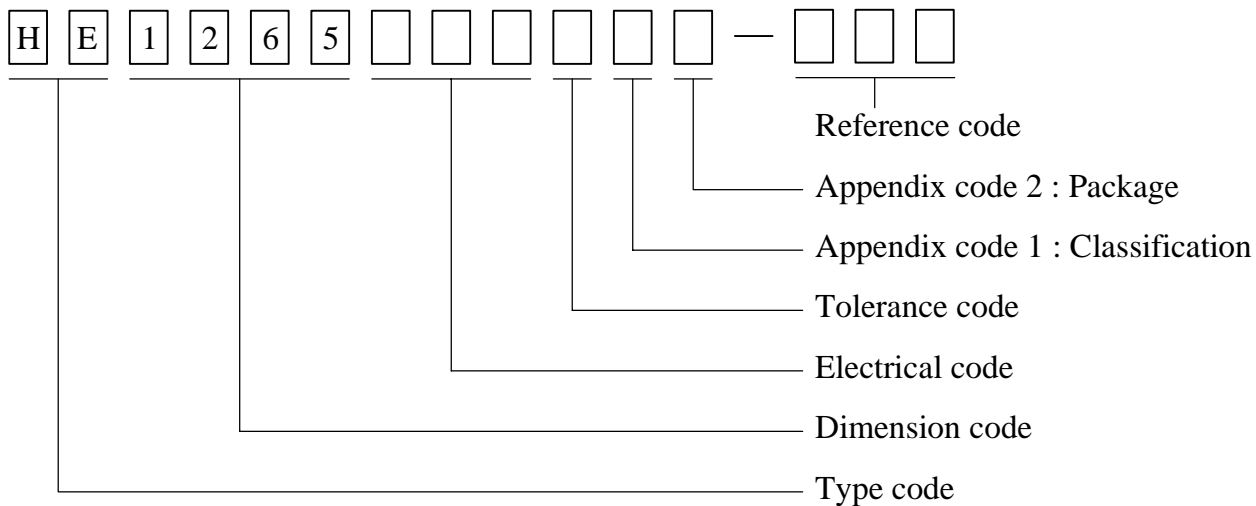 H E 1 2 6 5 —
Reference code
Appendix code 2 : Package
Appendix code 1 : Classification
Tolerance code
Electrical code
Dimension code
Type code